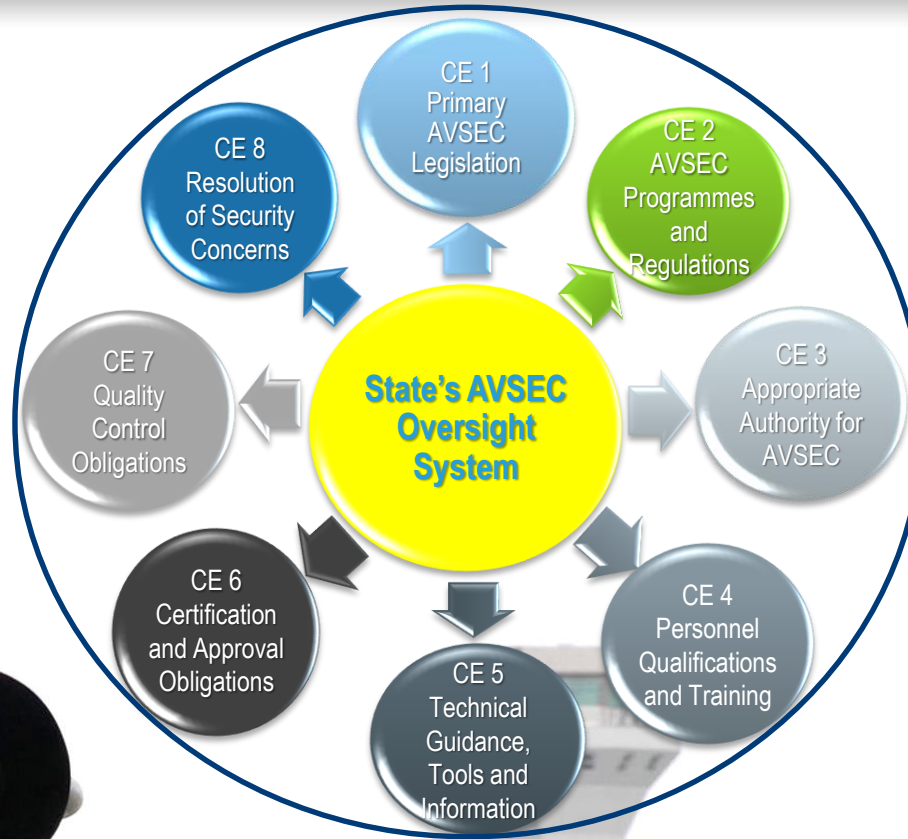 CE 1
Primary
AVSEC
Legislation
CE 2
AVSEC
Programmes
and
Regulations
CE 3
Appropriate
Authority for
AVSEC
CE 4
Personnel
Qualifications
and Training
CE 5
Technical
Guidance,
Tools and
Information
CE 6
Certification
and Approval
Obligations
CE 7
Quality
Control
Obligations
CE 8
Resolution
of Security
Concerns
State’s AVSEC
Oversight
System